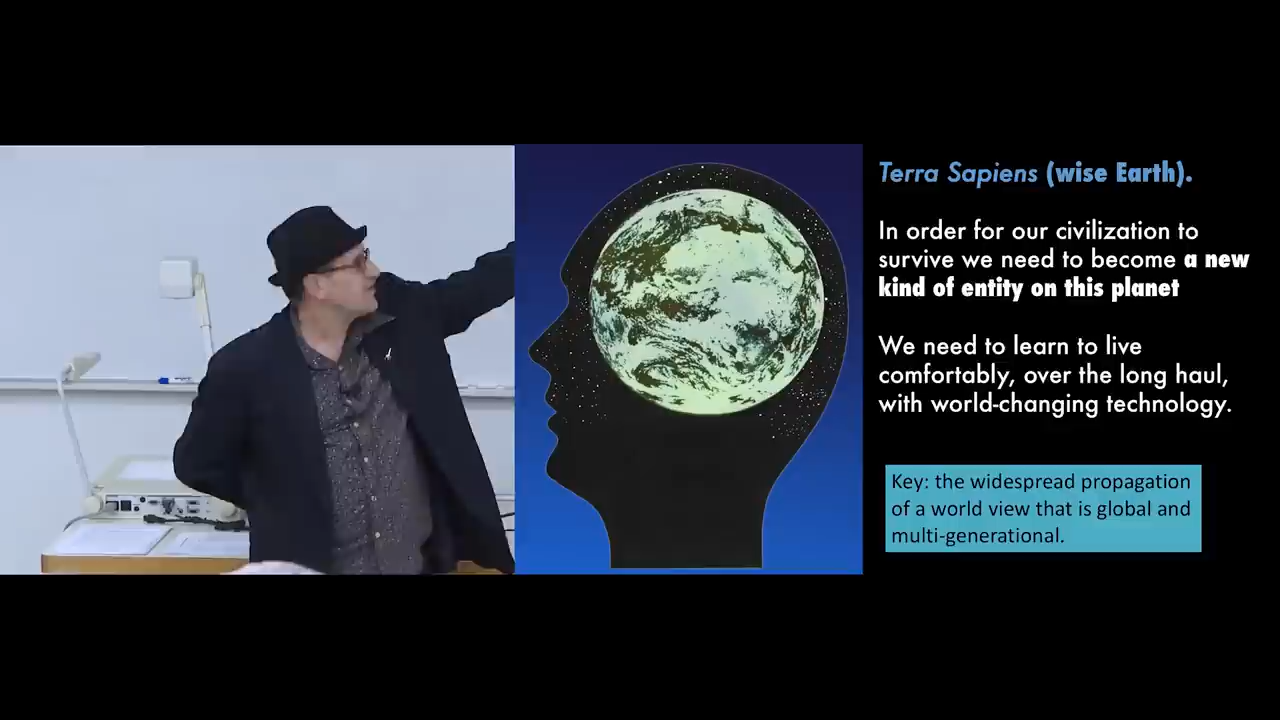 Terra Sapiens (wise Earth).
In order for our civilization to
survive we need to become a new
kind of entity on this planet
We need to learn to live
comfortably, over the long haul,
with world-changing technology.
Key: the widespread propagation
of a world view that is global and
multi-generational.